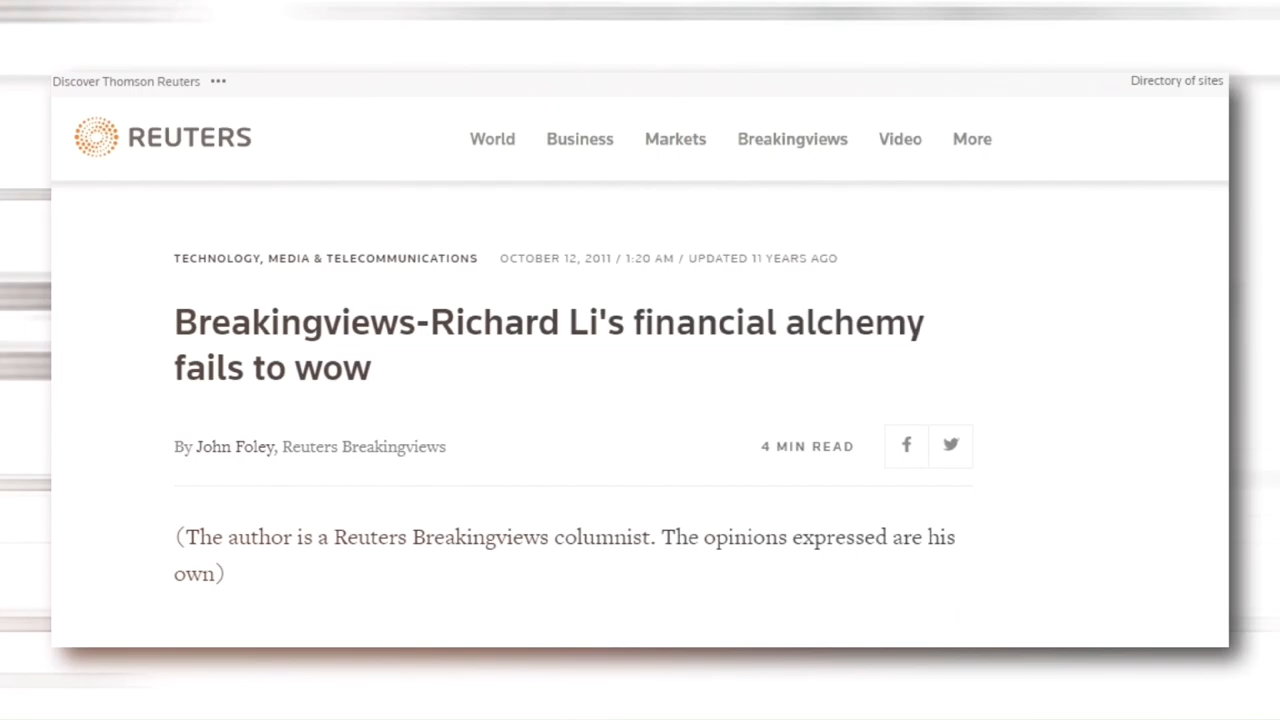 Discover Thomson Reuters •••
Directory of sites
REUTERS
World Business Markets Breakingviews Video More
TECHNOLOGY, MEDIA & TELECOMMUNICATIONS OCTOBER 12, 2011 / 1:20 AM / UPDATED 11 YEARS AGO
Breakingviews-Richard Li's financial alchemy
fails to wow
By John Foley, Reuters Breakingviews
4 MIN READ
(The author is a Reuters Breakingviews columnist. The opinions expressed are his
own)